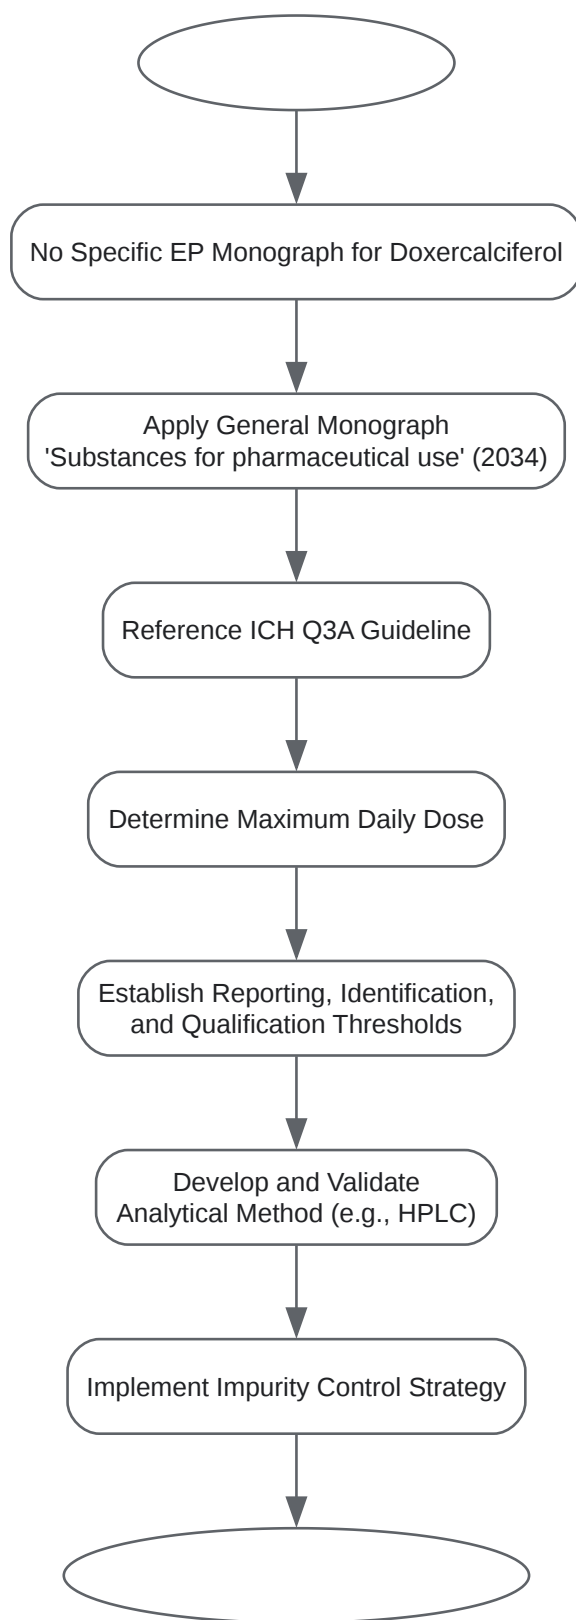 No Specific EP Monograph for Doxercalciferol
Apply General Monograph
'Substances for pharmaceutical use' (2034)
Reference ICH Q3A Guideline
Determine Maximum Daily Dose
Establish Reporting, Identification,
and Qualification Thresholds
Develop and Validate
Analytical Method (e.g., HPLC)
Implement Impurity Control Strategy